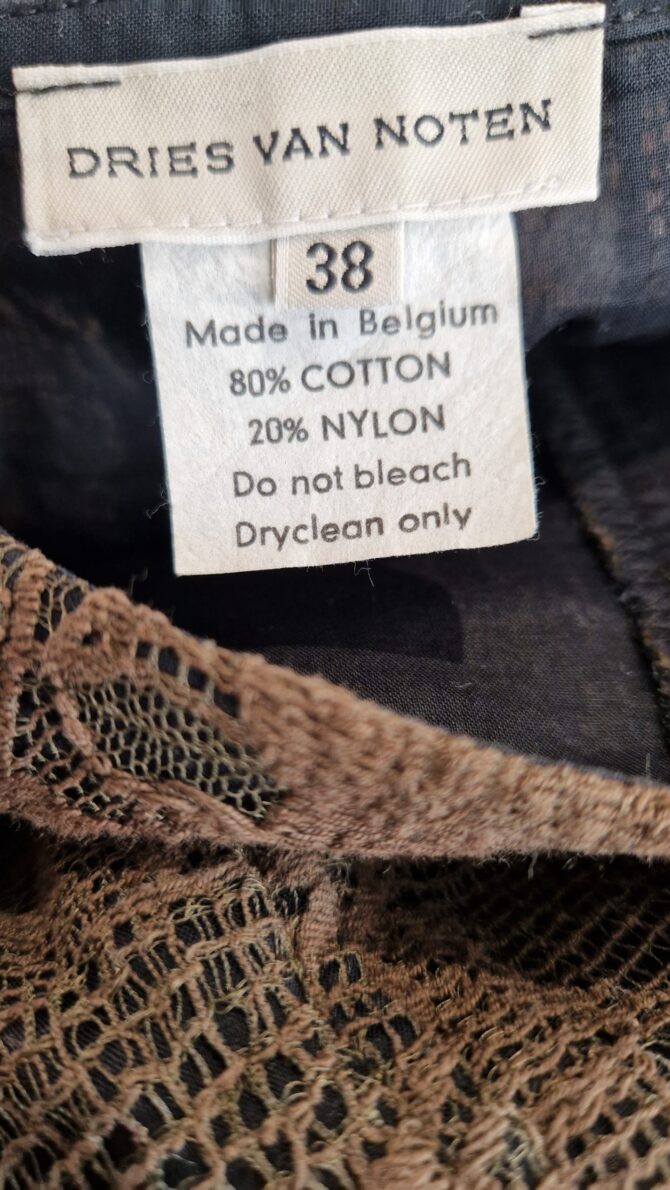 DRIES VAN NOTEN
38
Made in Belgium
80% COTTON
20% NYLON
Do not bleach
Dryclean only